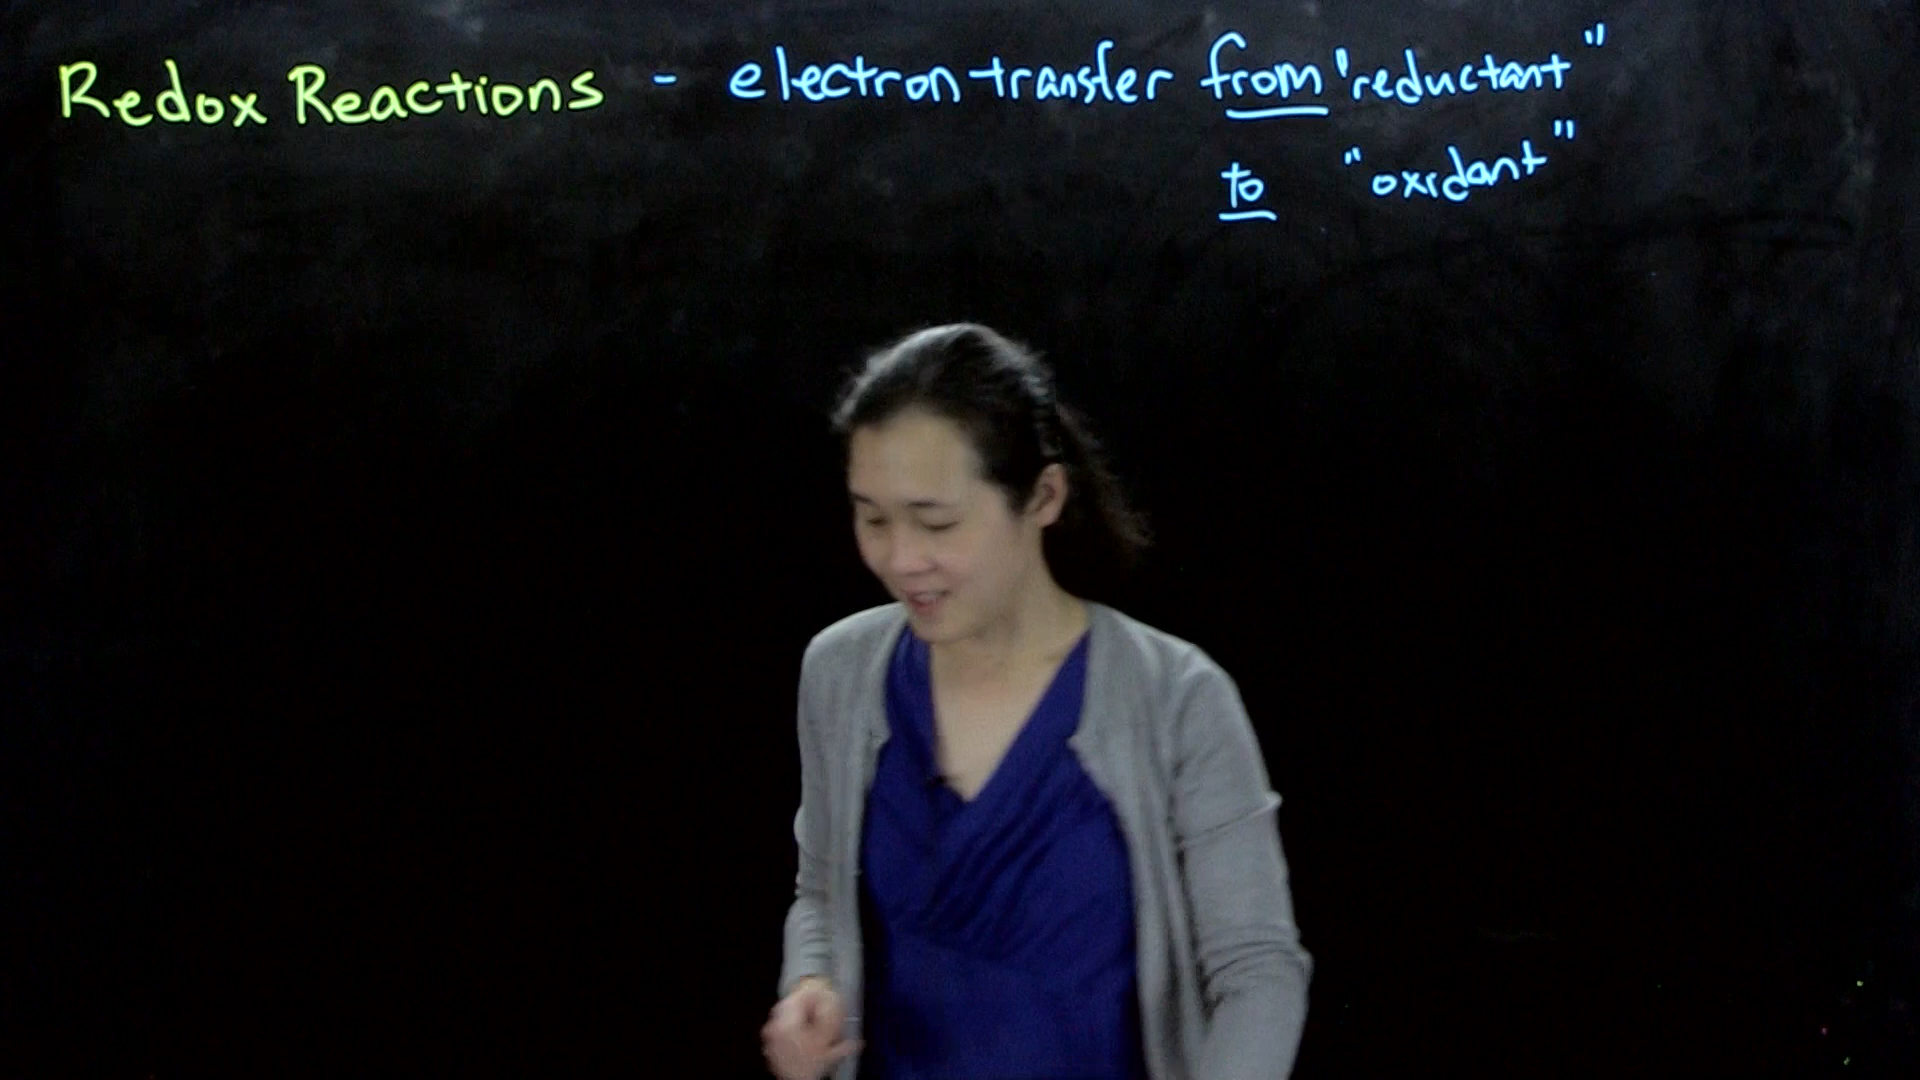 Redox Reactions - electron transfer from "reductant"
to "oxidant"